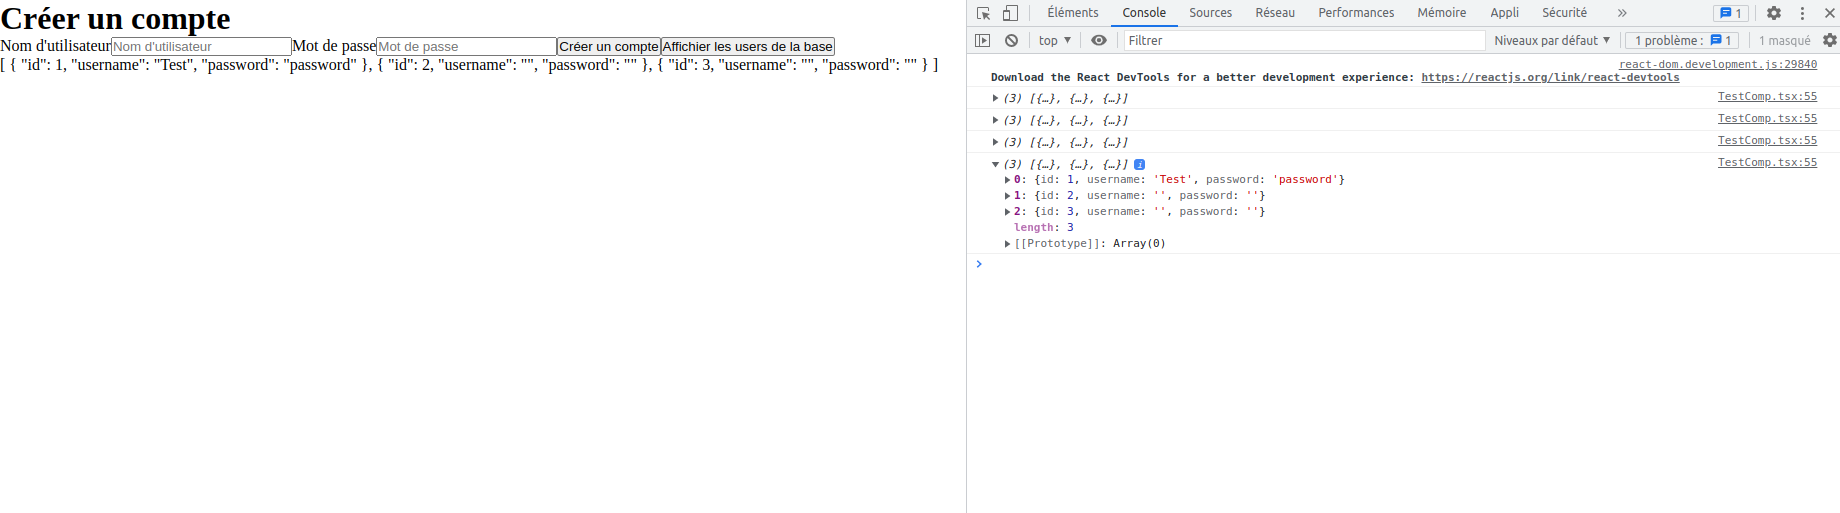 Créer un compte
Nom d'utilisateur Nom d'utilisateur Mot de passe Mot de passe Créer un compte Afficher les users de la base
[ { "id": 1, "username": "Test", "password": "password" }, { "id": 2, "username": "", "password": "" }, { "id": 3, "username": "", "password": "" } ]
Éléments Console Sources Réseau Performances Mémoire Appli Sécurité » 1
top Filtrer Niveaux par défaut 1 problème : 1 1 masqué
react-dom.development.js:29840
Download the React DevTools for a better development experience: https://reactjs.org/link/react-devtools
(3) [{…}, {…}, {…}] TestComp.tsx:55
(3) [{…}, {…}, {…}] TestComp.tsx:55
(3) [{…}, {…}, {…}] TestComp.tsx:55
(3) [{…}, {…}, {…}] i TestComp.tsx:55
0: {id: 1, username: 'Test', password: 'password'}
1: {id: 2, username: '', password: ''}
2: {id: 3, username: '', password: ''}
length: 3
[[Prototype]]: Array(0)